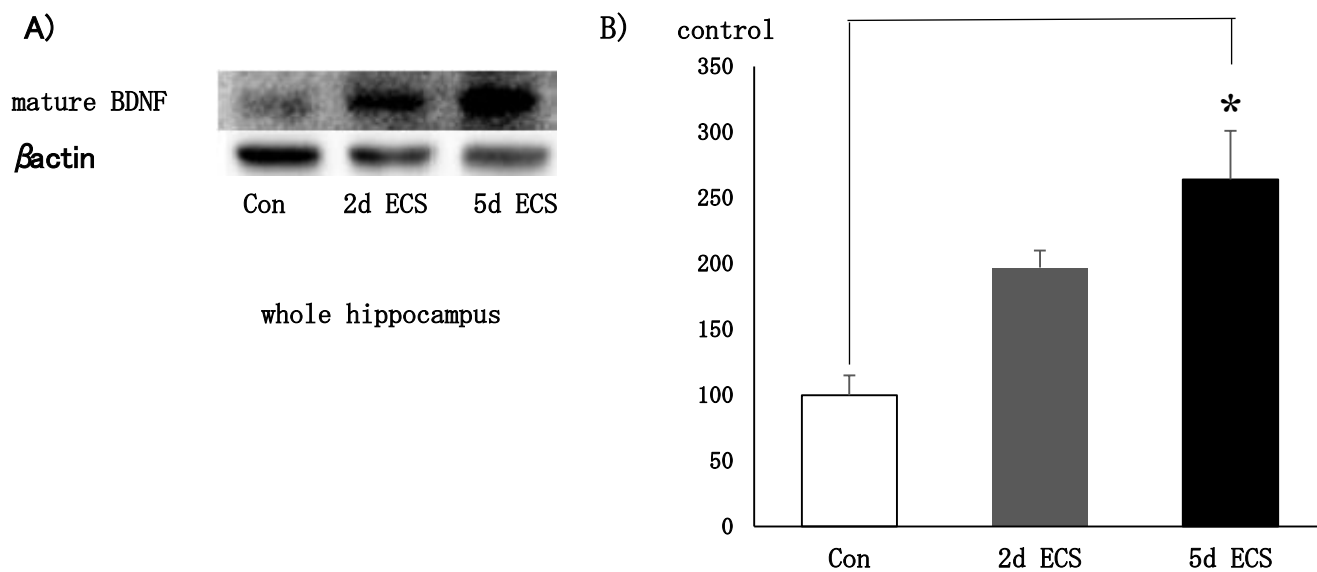 A)
mature BDNF
βactin
Con 2d ECS 5d ECS
whole hippocampus
B)
control
350
300
250
200
150
100
50
0
*
Con 2d ECS 5d ECS